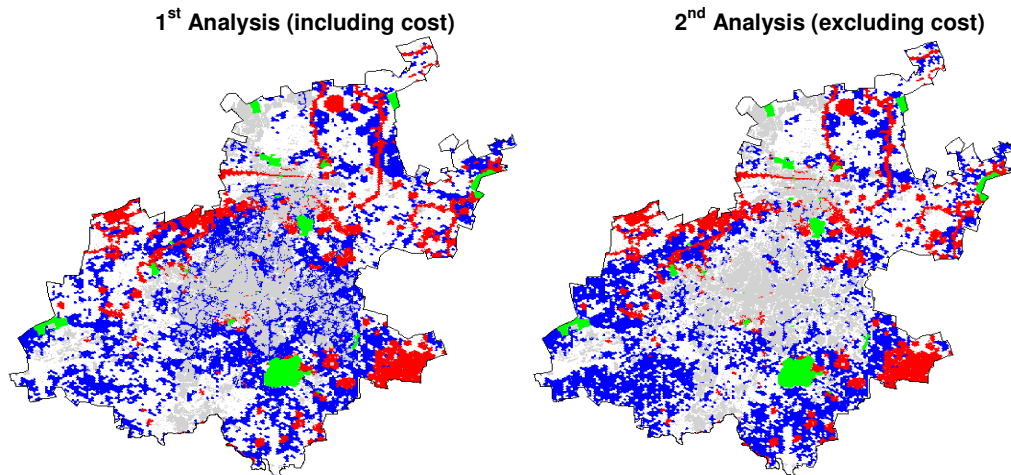 1st Analysis (including cost)
2nd Analysis (excluding cost)